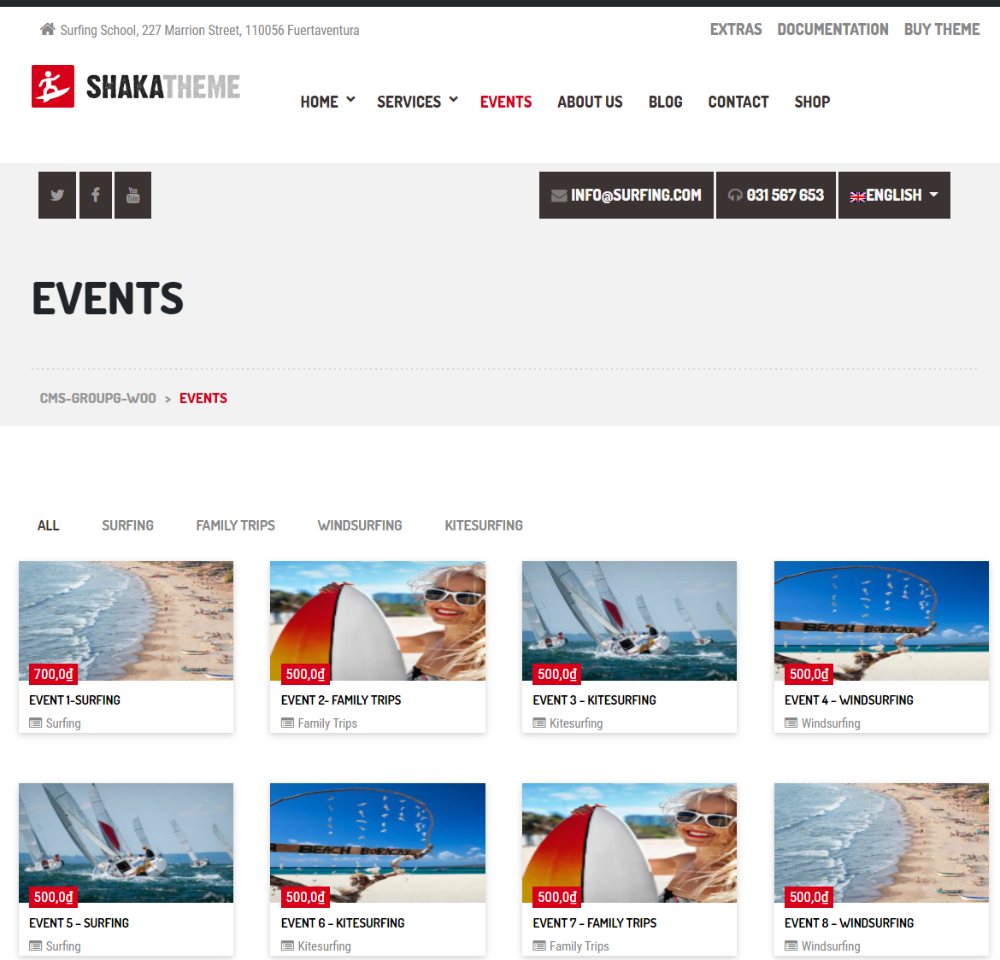 Surfing School, 227 Marrion Street, 110056 Fuertaventura
EXTRAS DOCUMENTATION BUY THEME
SHAKATHEME
HOME SERVICES EVENTS ABOUT US BLOG CONTACT SHOP
You Tube
INFO@SURFING.COM 031 567 653 ENGLISH
EVENTS
CMS-GROUPG-WOO > EVENTS
ALL SURFING FAMILY TRIPS WINDSURFING KITESURFING
BEACH BORACAY
700,0₫ 500,0₫ 500,0₫ 500,0₫
EVENT 1-SURFING EVENT 2- FAMILY TRIPS EVENT 3 – KITESURFING EVENT 4 – WINDSURFING
Surfing Family Trips Kitesurfing Windsurfing
BEACH BORACAY
500,0₫ 500,0₫ 500,0₫ 500,0₫
EVENT 5 – SURFING EVENT 6 – KITESURFING EVENT 7 – FAMILY TRIPS EVENT 8 – WINDSURFING
Surfing Kitesurfing Family Trips Windsurfing